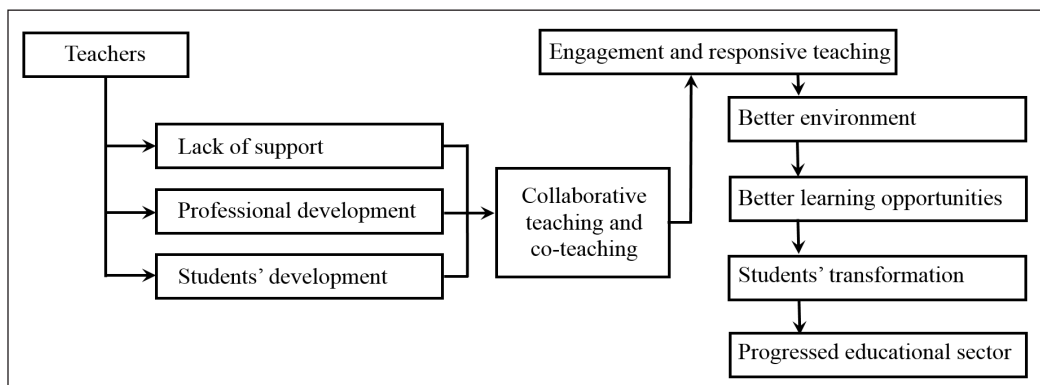 Teachers
Lack of support
Professional development
Students’ development
Collaborative
teaching and
co-teaching
Engagement and responsive teaching
Better environment
Better learning opportunities
Students’ transformation
Progressed educational sector